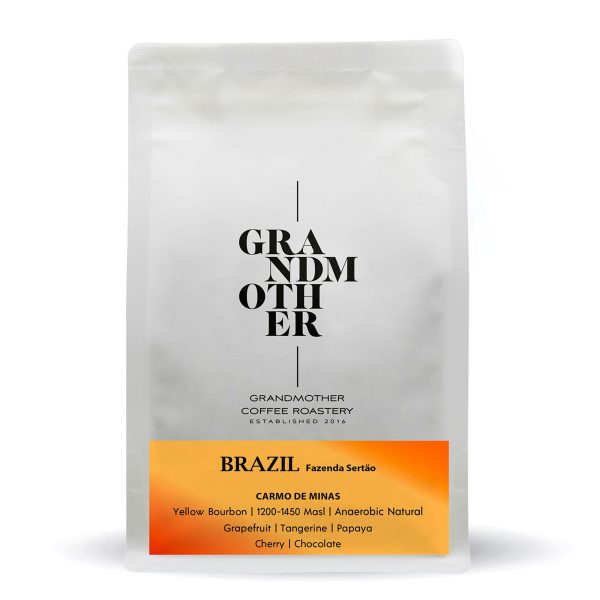 GRA
NDM
OTH
ER
GRANDMOTHER
COFFEE ROASTERY
ESTABLISHED 2016
BRAZIL Fazenda Sertão
CARMO DE MINAS
Yellow Bourbon | 1200-1450 Masl | Anaerobic Natural
Grapefruit | Tangerine | Papaya
Cherry | Chocolate